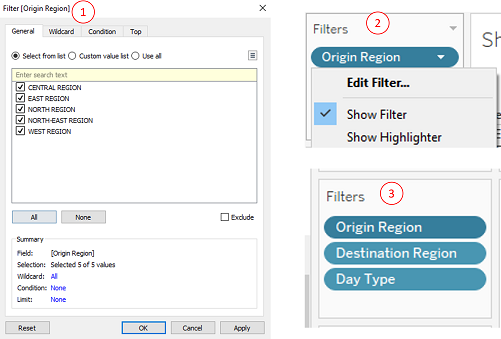 Filter [Origin Region]
1
General Wildcard Condition Top
Select from list Custom value list Use all
Enter search text
CENTRAL REGION
EAST REGION
NORTH REGION
NORTH-EAST REGION
WEST REGION
All None Exclude
Summary
Field: [Origin Region]
Selection: Selected 5 of 5 values
Wildcard: All
Condition: None
Limit: None
Reset OK Cancel Apply
2
Filters
Origin Region
Edit Filter...
Show Filter
Show Highlighter
Sh
3
Filters
Origin Region
Destination Region
Day Type